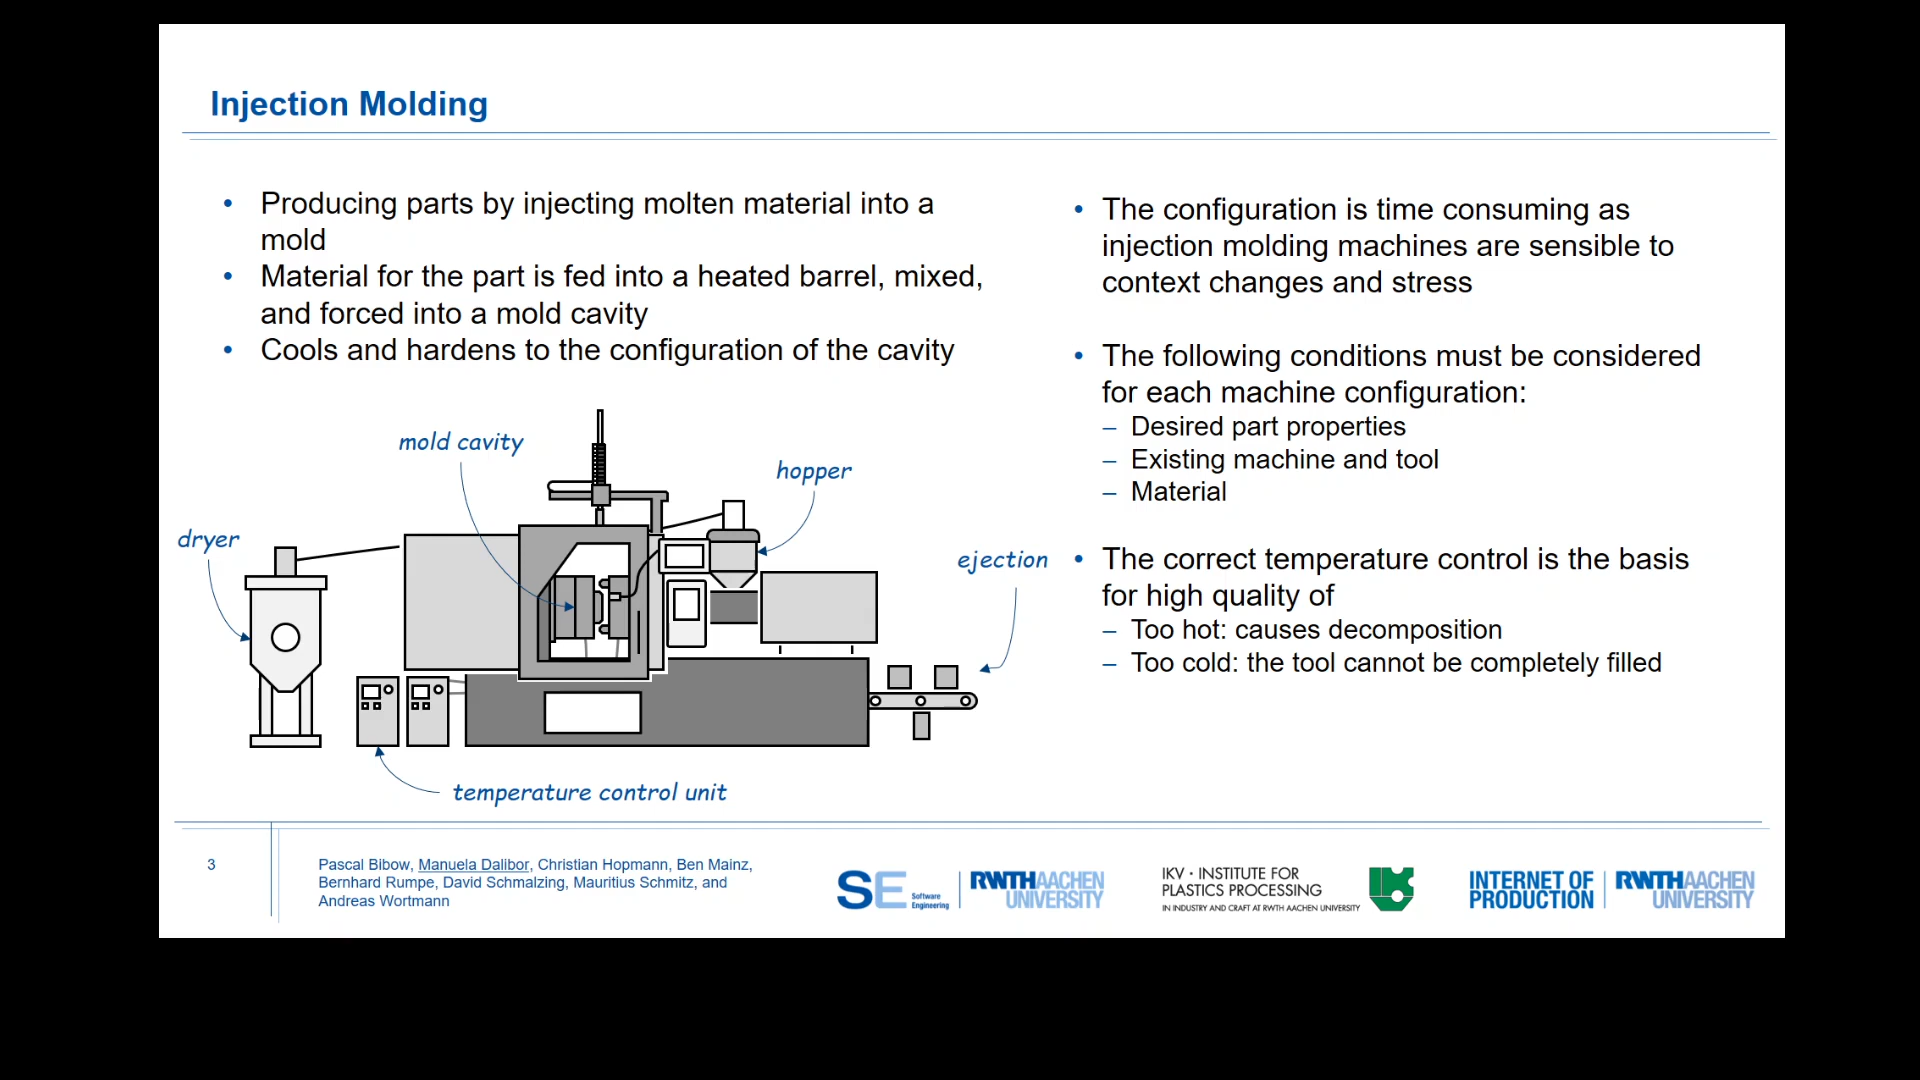 Injection Molding
• Producing parts by injecting molten material into a
mold
• Material for the part is fed into a heated barrel, mixed,
and forced into a mold cavity
• Cools and hardens to the configuration of the cavity
mold cavity
hopper
dryer
ejection
temperature control unit
• The configuration is time consuming as
injection molding machines are sensible to
context changes and stress
• The following conditions must be considered
for each machine configuration:
– Desired part properties
– Existing machine and tool
– Material
• The correct temperature control is the basis
for high quality of
– Too hot: causes decomposition
– Too cold: the tool cannot be completely filled
3
Pascal Bibow, Manuela Dalibor, Christian Hopmann, Ben Mainz,
Bernhard Rumpe, David Schmalzing, Mauritius Schmitz, and
Andreas Wortmann
SE Software
Engineering
RWTHAACHEN
UNIVERSITY
IKV · INSTITUTE FOR
PLASTICS PROCESSING
IN INDUSTRY AND CRAFT AT RWTH AACHEN UNIVERSITY
INTERNET OF
PRODUCTION
RWTHAACHEN
UNIVERSITY